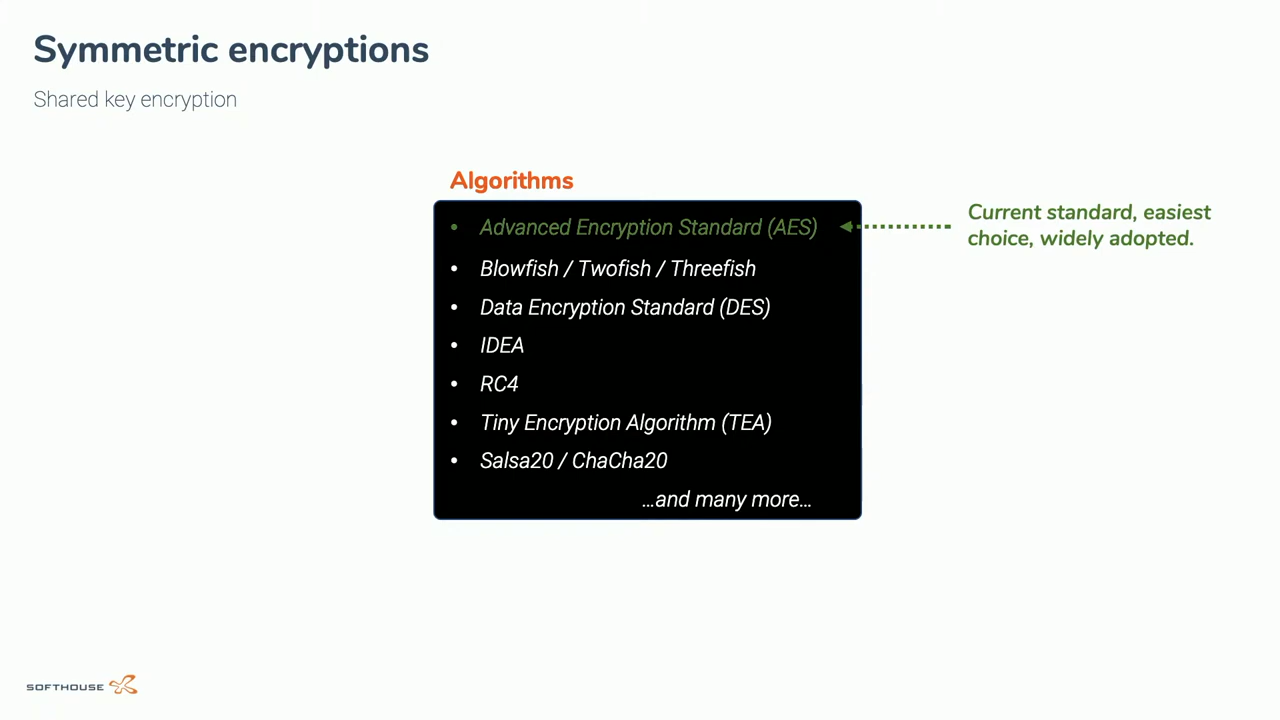 Symmetric encryptions
Shared key encryption
Algorithms
• Advanced Encryption Standard (AES)
• Blowfish / Twofish / Threefish
• Data Encryption Standard (DES)
• IDEA
• RC4
• Tiny Encryption Algorithm (TEA)
• Salsa20 / ChaCha20
...and many more...
Current standard, easiest
choice, widely adopted.
SOFTHOUSE